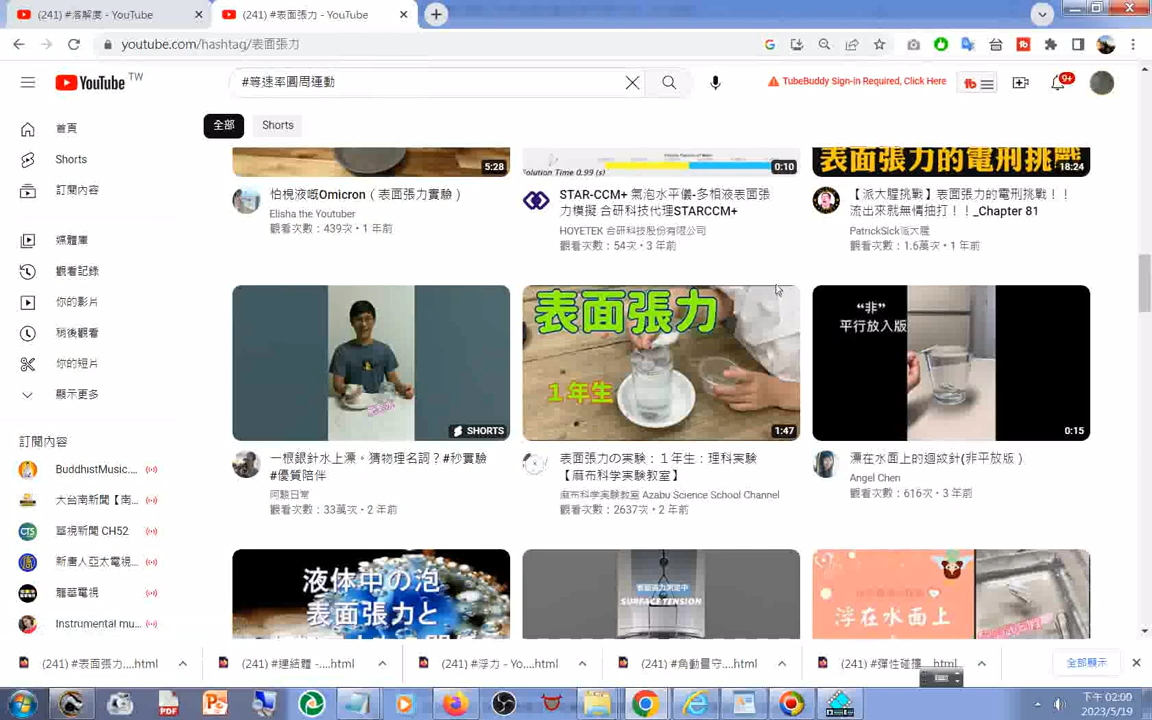 (241) #溶解度 - YouTube
(241) #表面張力 - YouTube
youtube.com/hashtag/表面張力
YouTube TW
#等速率圓周運動
TubeBuddy Sign-in Required, Click Here
9+
全部
Shorts
首頁
Shorts
訂閱內容
媒體庫
觀看記錄
你的影片
稍後觀看
你的短片
顯示更多
訂閱內容
BuddhistMusic...
大台南新聞【南...
華視新聞 CH52
新唐人亞太電視...
龍華電視
Instrumental mu...
5:28
怕梘液嘅Omicron（表面張力實驗）
Elisha the Youtuber
觀看次數：439次・1 年前
Solution Time 0.99 (s)
0:10
STAR-CCM+ 氣泡水平儀-多相液表面張
力模擬 合研科技代理STARCCM+
HOYETEK 合研科技股份有限公司
觀看次數：54次・3 年前
表面張力的電刑挑戰
18:24
【派大腥挑戰】表面張力的電刑挑戰！！
流出來就無情抽打！！_Chapter 81
PatrickSick派大腥
觀看次數：1.6萬次・1 年前
SHORTS
一根銀針水上漂。猜物理名詞？#秒實驗
#優質陪伴
阿駿日常
觀看次數：33萬次・2 年前
表面張力
1年生
1:47
表面張力の実験：１年生：理科実験
【麻布科学実験教室】
麻布科学実験教室 Azabu Science School Channel
觀看次數：2637次・2 年前
“非”
平行放入版
0:15
漂在水面上的迴紋針(非平放版）
Angel Chen
觀看次數：616次・3 年前
液体中の泡
表面張力と
表面張力測定中
SURFACE TENSION
浮在水面上
(241) #表面張力....html
(241) #連結體 -....html
(241) #浮力 - Yo....html
(241) #角動量守....html
(241) #彈性碰撞....html
全部顯示
下午 02:00
2023/5/19